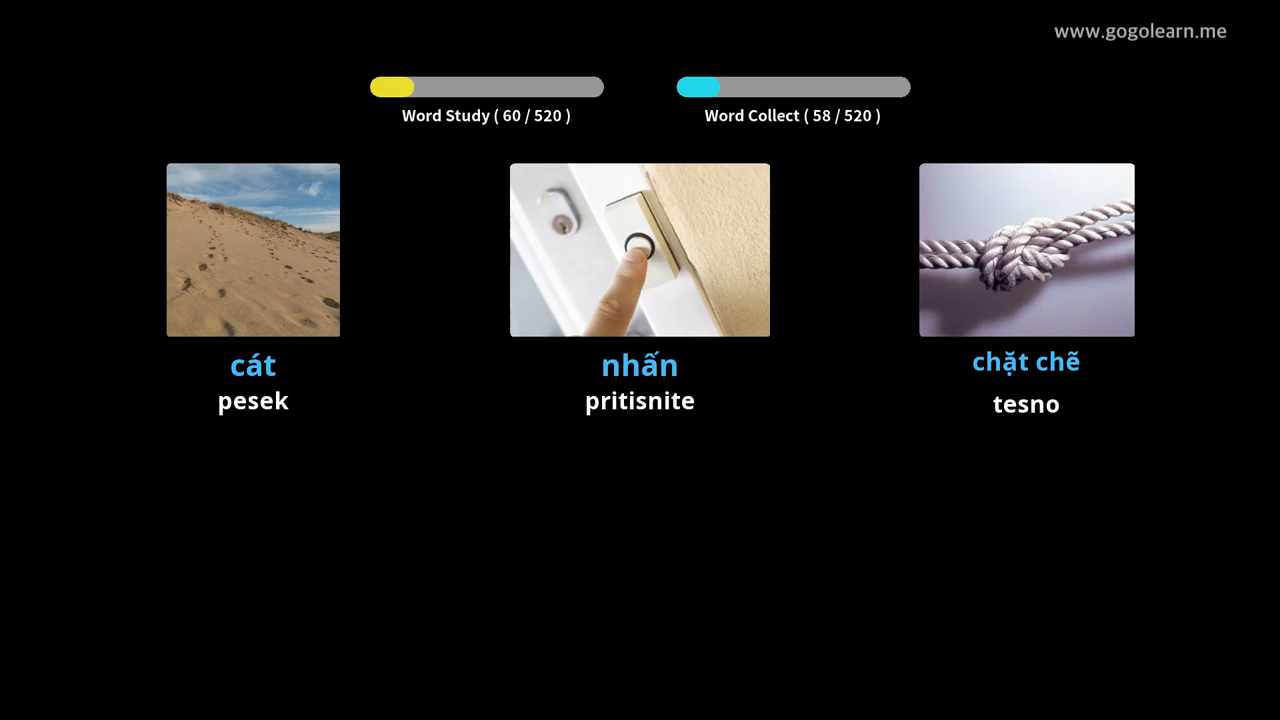 www.gogolearn.me
Word Study ( 60 / 520 )
Word Collect ( 58 / 520 )
cát
pesek
nhấn
pritisnite
chặt chẽ
tesno